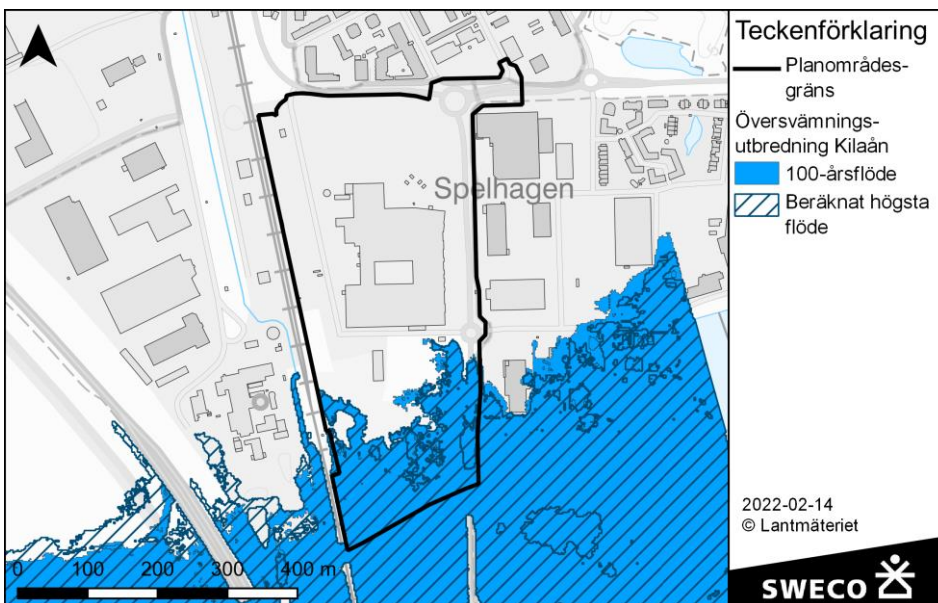 Spelhagen
0 100 200 300 400 m
Teckenförklaring
Planområdes-
gräns
Översvämnings-
utbredning Kilaån
100-årsflöde
Beräknat högsta
flöde
2022-02-14
© Lantmäteriet
SWECO